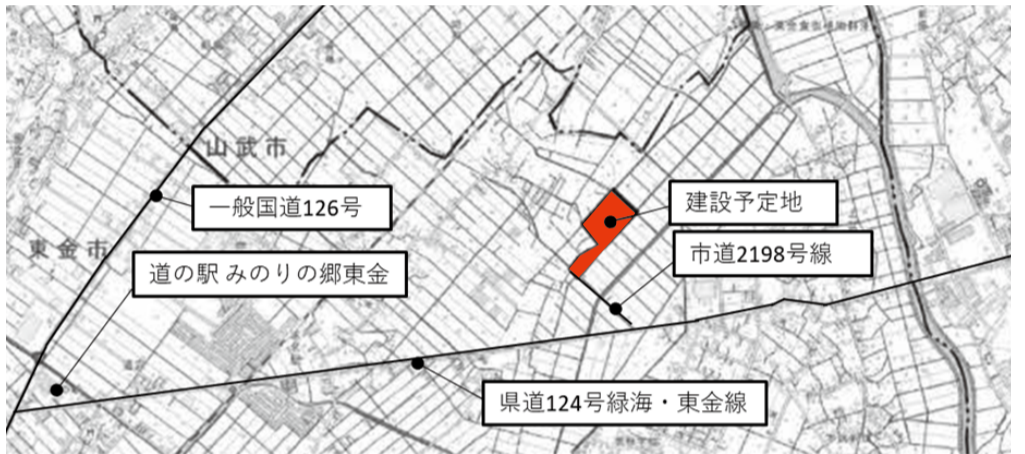 山武市
一般国道126号
建設予定地
東金市
市道2198号線
道の駅 みのりの郷東金
県道124号緑海・東金線